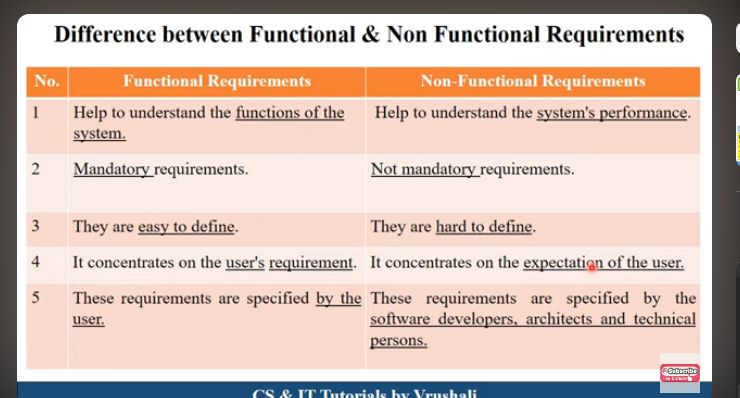 Difference between Functional & Non Functional Requirements
No. Functional Requirements Non-Functional Requirements
1 Help to understand the functions of the system. Help to understand the system's performance.
2 Mandatory requirements. Not mandatory requirements.
3 They are easy to define. They are hard to define.
4 It concentrates on the user's requirement. It concentrates on the expectation of the user.
5 These requirements are specified by the user. These requirements are specified by the software developers, architects and technical persons.
Subscribe
CS & IT Tutorials by Vrushali